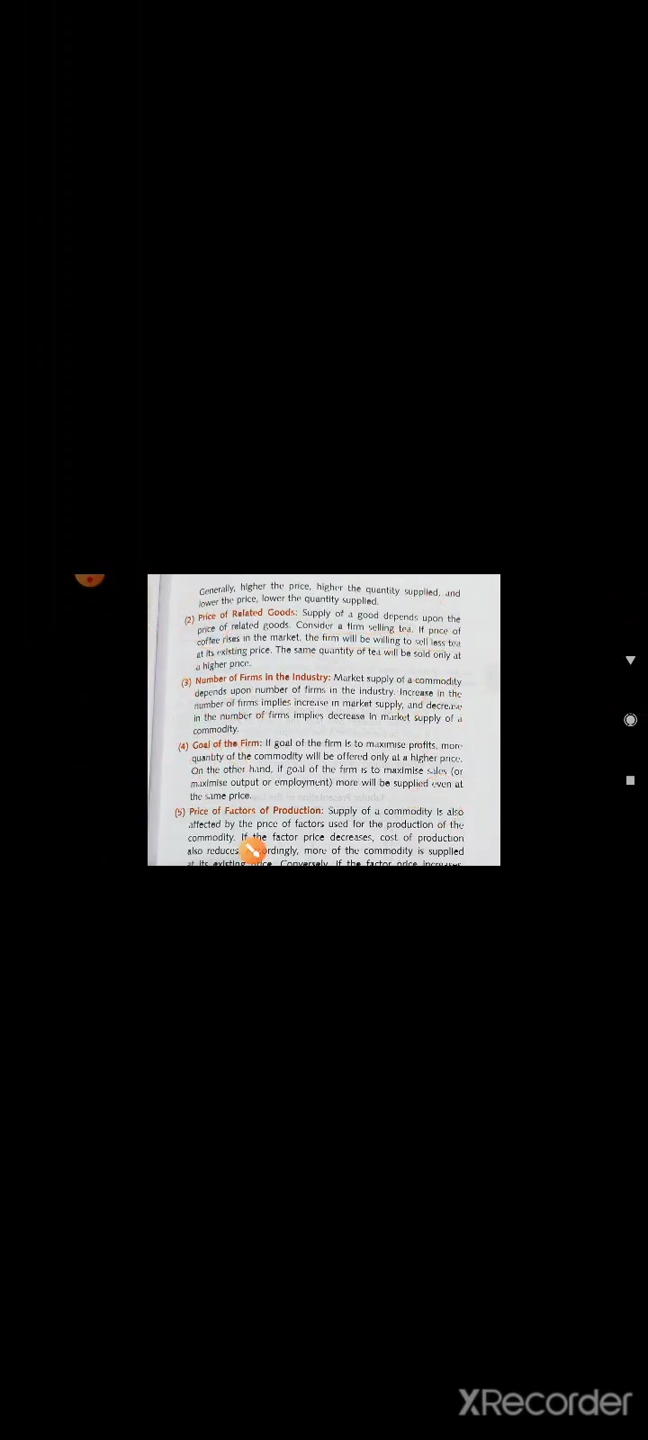 Generally, higher the price, higher the quantity supplied, and
lower the price, lower the quantity supplied.
(2) Price of Related Goods: Supply of a good depends upon the
price of related goods. Consider a firm selling tea. If price of
coffee rises in the market, the firm will be willing to sell less tea
at its existing price. The same quantity of tea will be sold only at
a higher price.
(3) Number of Firms in the Industry: Market supply of a commodity
depends upon number of firms in the industry. Increase in the
number of firms implies increase in market supply, and decrease
in the number of firms implies decrease in market supply of a
commodity.
(4) Goal of the Firm: If goal of the firm is to maximise profits, more
quantity of the commodity will be offered only at a higher price.
On the other hand, if goal of the firm is to maximise sales (or
maximise output or employment) more will be supplied even at
the same price.
(5) Price of Factors of Production: Supply of a commodity is also
affected by the price of factors used for the production of the
commodity. If the factor price decreases, cost of production
also reduces rdingly, more of the commodity is supplied
at its existing Conversely, if the factor price increases,
XRecorder